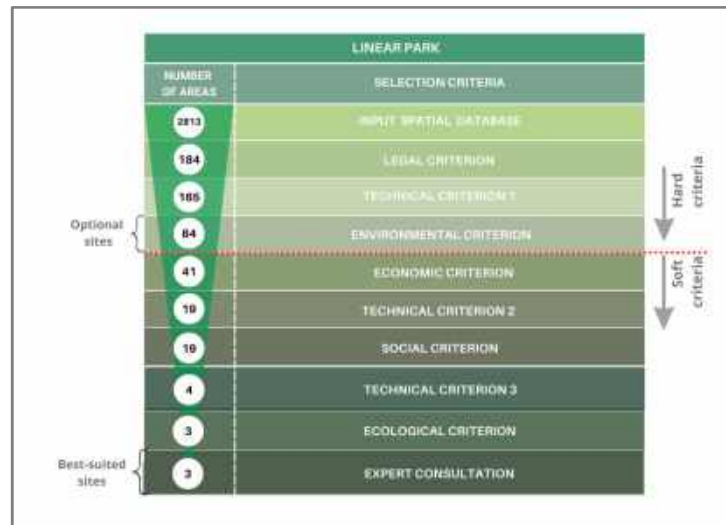 LINEAR PARK
NUMBER
OF AREAS
SELECTION CRITERIA
2813
INPUT SPATIAL DATABASE
184
LEGAL CRITERION
TECHNICAL CRITERION 1
Hard
criteria
Optional
sites
84
ENVIRONMENTAL CRITERION
41
ECONOMIC CRITERION
Soft
criteria
19
TECHNICAL CRITERION 2
19
SOCIAL CRITERION
4
TECHNICAL CRITERION 3
3
ECOLOGICAL CRITERION
Best-suited
sites
3
EXPERT CONSULTATION